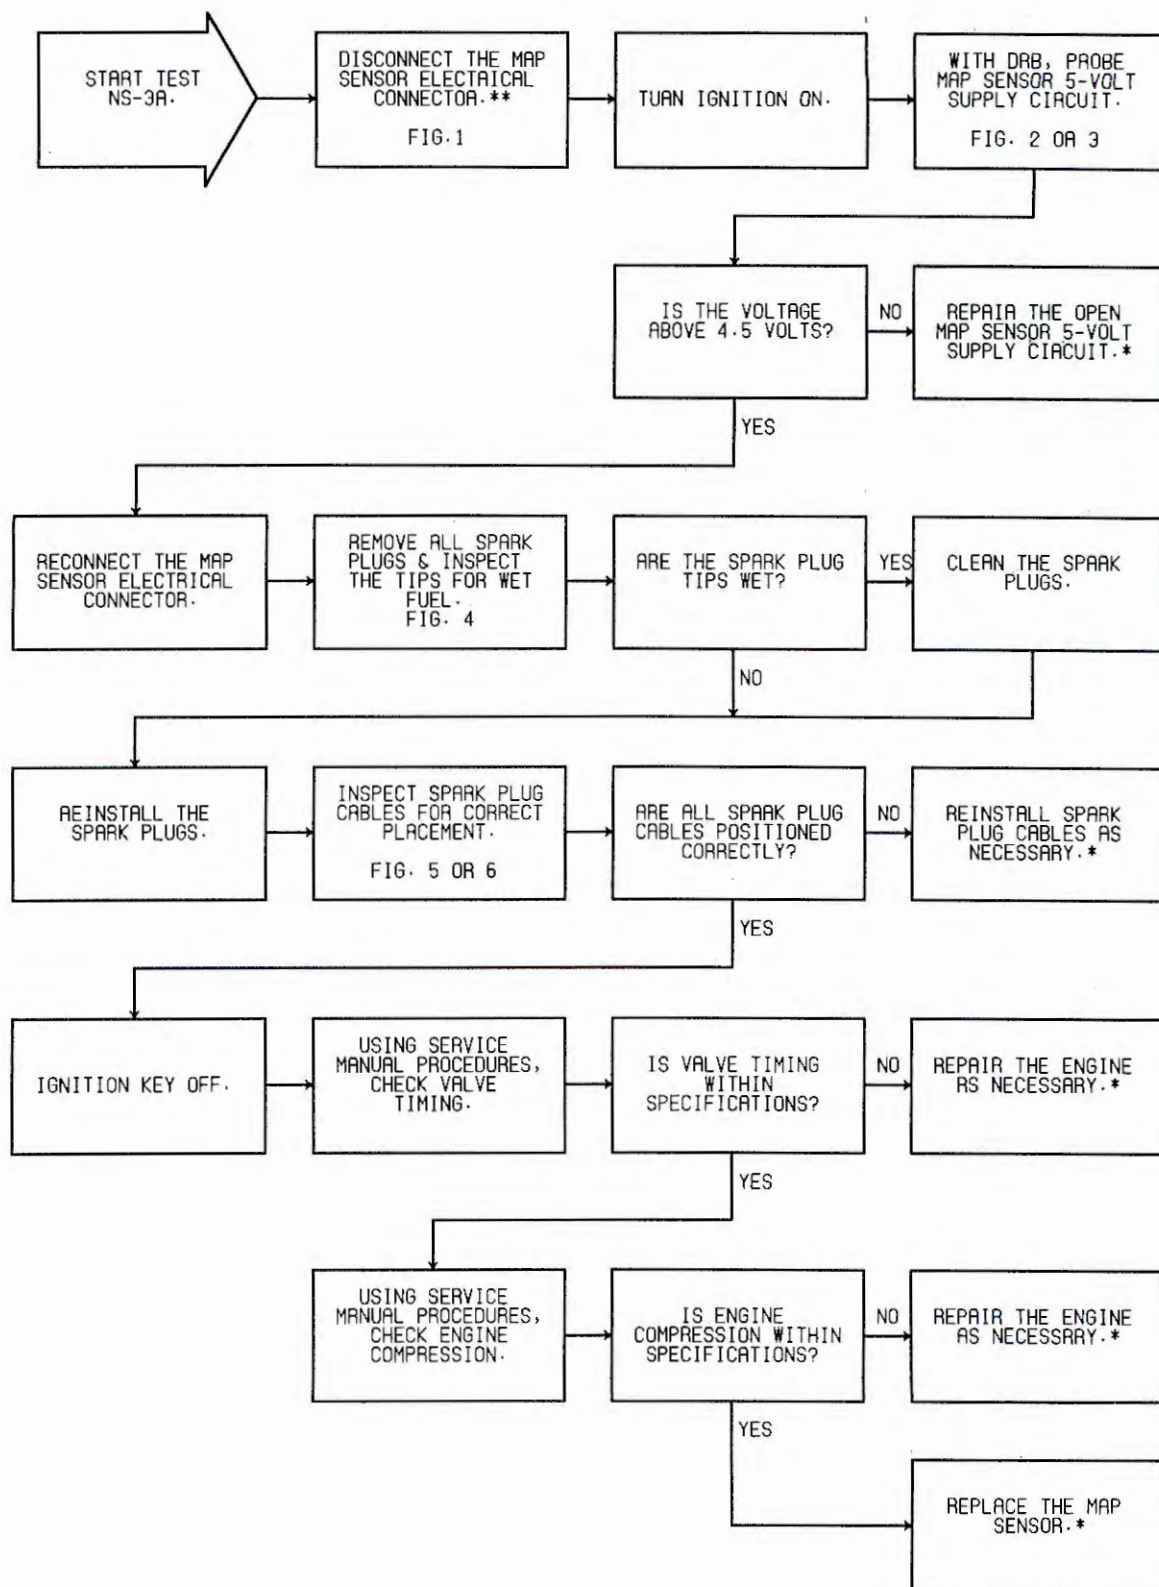 START TEST
NS-3A.
DISCONNECT THE MAP
SENSOR ELECTRICAL
CONNECTOR.**
FIG.1
TURN IGNITION ON.
WITH DRB, PROBE
MAP SENSOR 5-VOLT
SUPPLY CIRCUIT.
FIG. 2 OR 3
IS THE VOLTAGE
ABOVE 4.5 VOLTS?
NO
REPAIR THE OPEN
MAP SENSOR 5-VOLT
SUPPLY CIRCUIT.*
YES
RECONNECT THE MAP
SENSOR ELECTRICAL
CONNECTOR.
REMOVE ALL SPARK
PLUGS & INSPECT
THE TIPS FOR WET
FUEL.
FIG. 4
ARE THE SPARK PLUG
TIPS WET?
YES
CLEAN THE SPARK
PLUGS.
NO
REINSTALL THE
SPARK PLUGS.
INSPECT SPARK PLUG
CABLES FOR CORRECT
PLACEMENT.
FIG. 5 OR 6
ARE ALL SPARK PLUG
CABLES POSITIONED
CORRECTLY?
NO
REINSTALL SPARK
PLUG CABLES AS
NECESSARY.*
YES
IGNITION KEY OFF.
USING SERVICE
MANUAL PROCEDURES,
CHECK VALVE
TIMING.
IS VALVE TIMING
WITHIN
SPECIFICATIONS?
NO
REPAIR THE ENGINE
AS NECESSARY.*
YES
USING SERVICE
MANUAL PROCEDURES,
CHECK ENGINE
COMPRESSION.
IS ENGINE
COMPRESSION WITHIN
SPECIFICATIONS?
NO
REPAIR THE ENGINE
AS NECESSARY.*
YES
REPLACE THE MAP
SENSOR.*